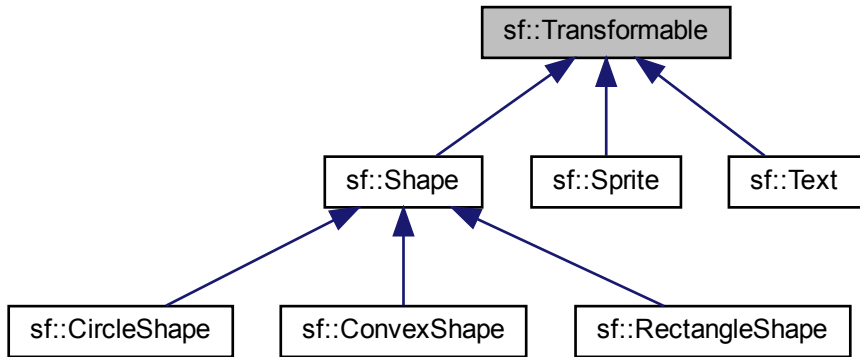 sf::Transformable
sf::Shape
sf::Sprite
sf::Text
sf::CircleShape
sf::ConvexShape
sf::RectangleShape